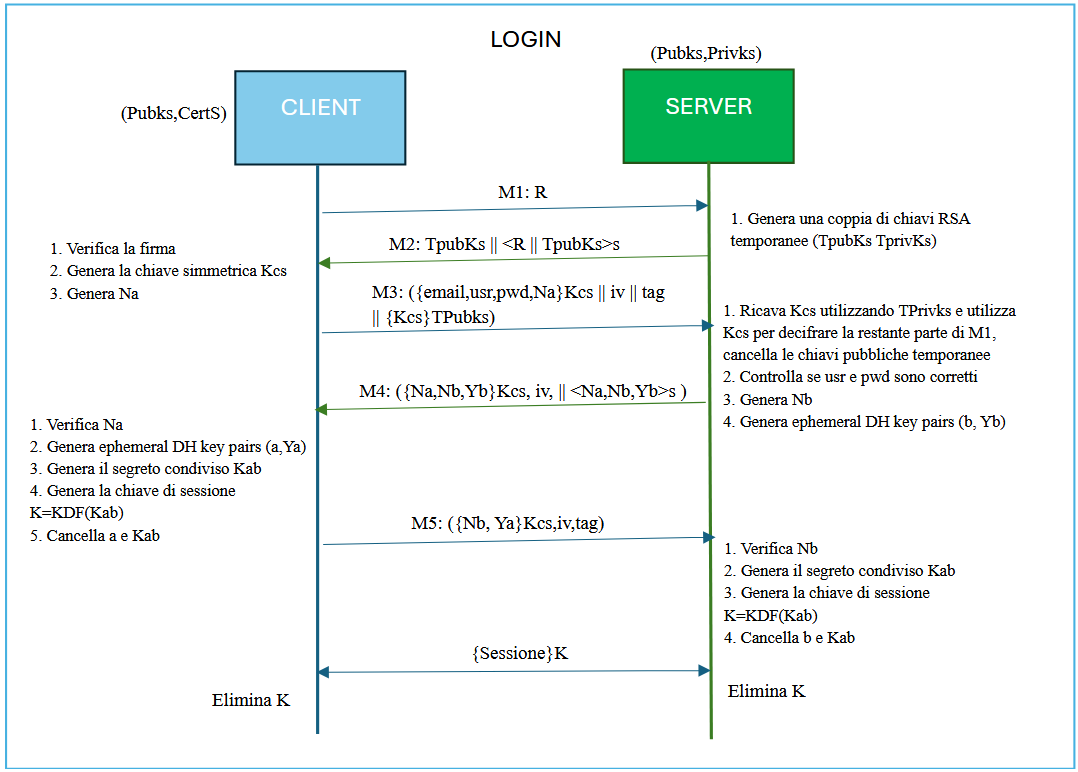 LOGIN
(Pubks,Privks)
CLIENT
SERVER
(Pubks,CertS)
M1: R
1. Genera una coppia di chiavi RSA
temporanee (TpubKs TprivKs)
M2: TpubKs || <R || TpubKs>s
1. Verifica la firma
2. Genera la chiave simmetrica Kcs
3. Genera Na
M3: ({email,usr,pwd,Na}Kcs || iv || tag
|| {Kcs}TPubks)
1. Ricava Kcs utilizzando TPrivks e utilizza
Kcs per decifrare la restante parte di M1,
cancella le chiavi pubbliche temporanee
2. Controlla se usr e pwd sono corretti
3. Genera Nb
4. Genera ephemeral DH key pairs (b, Yb)
M4: ({Na,Nb,Yb}Kcs, iv, || <Na,Nb,Yb>s )
1. Verifica Na
2. Genera ephemeral DH key pairs (a,Ya)
3. Genera il segreto condiviso Kab
4. Genera la chiave di sessione
K=KDF(Kab)
5. Cancella a e Kab
M5: ({Nb, Ya}Kcs,iv,tag)
1. Verifica Nb
2. Genera il segreto condiviso Kab
3. Genera la chiave di sessione
K=KDF(Kab)
4. Cancella b e Kab
{Sessione}K
Elimina K
Elimina K